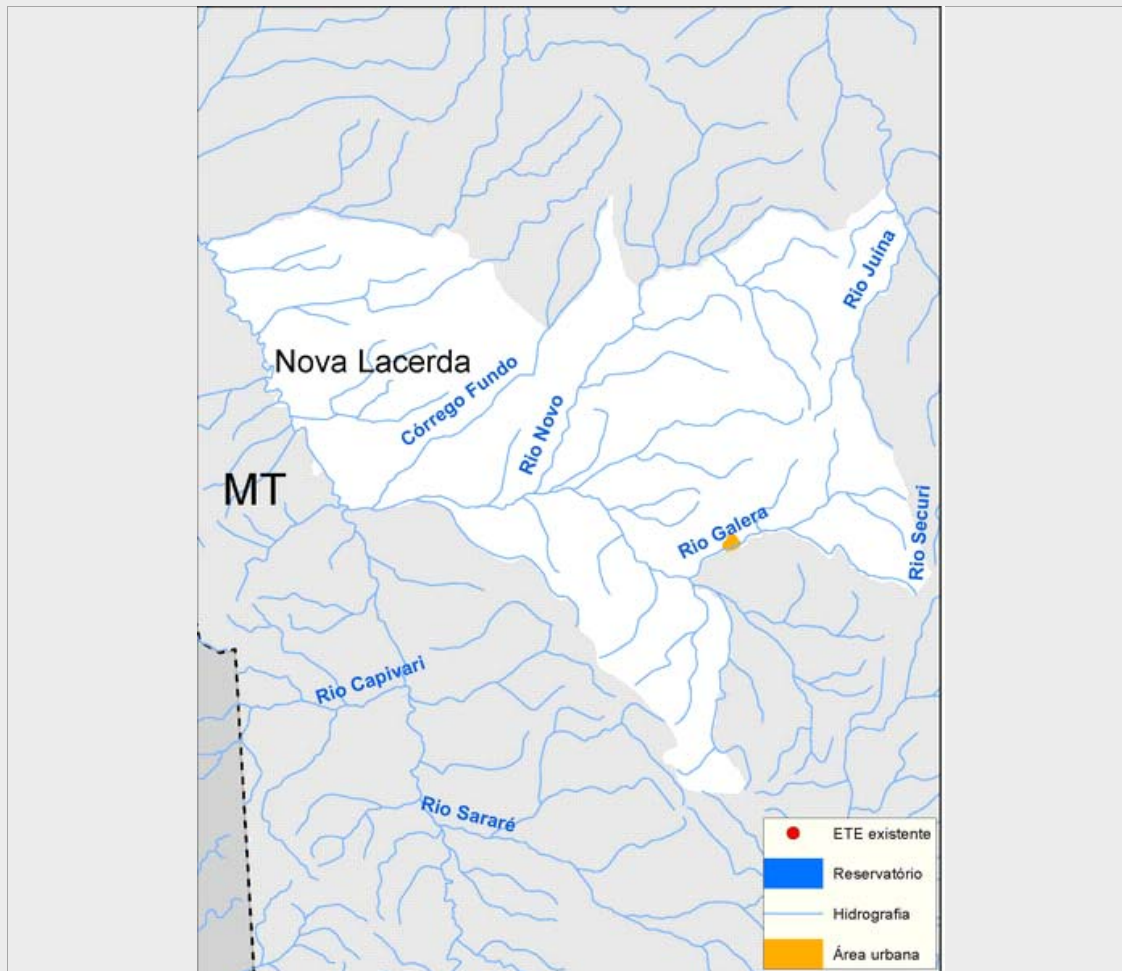 Rio Juina
Nova Lacerda
Córrego Fundo
Rio Novo
MT
Rio Galera
Rio Securi
Rio Capivari
Rio Sararé
ETE existente
Reservatório
Hidrografia
Área urbana